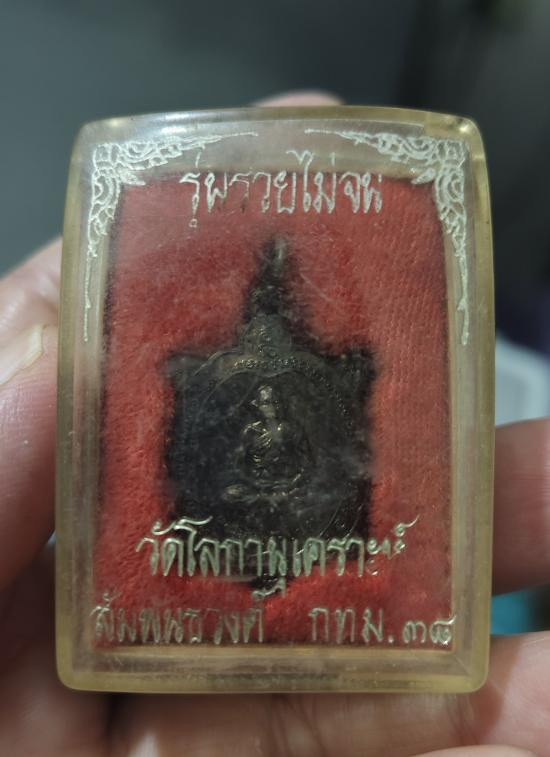 รุ่นรวยไม่จน
วัดโลกานุเคราะห์
สัมพันธวงศ์ กทม. ๓๘